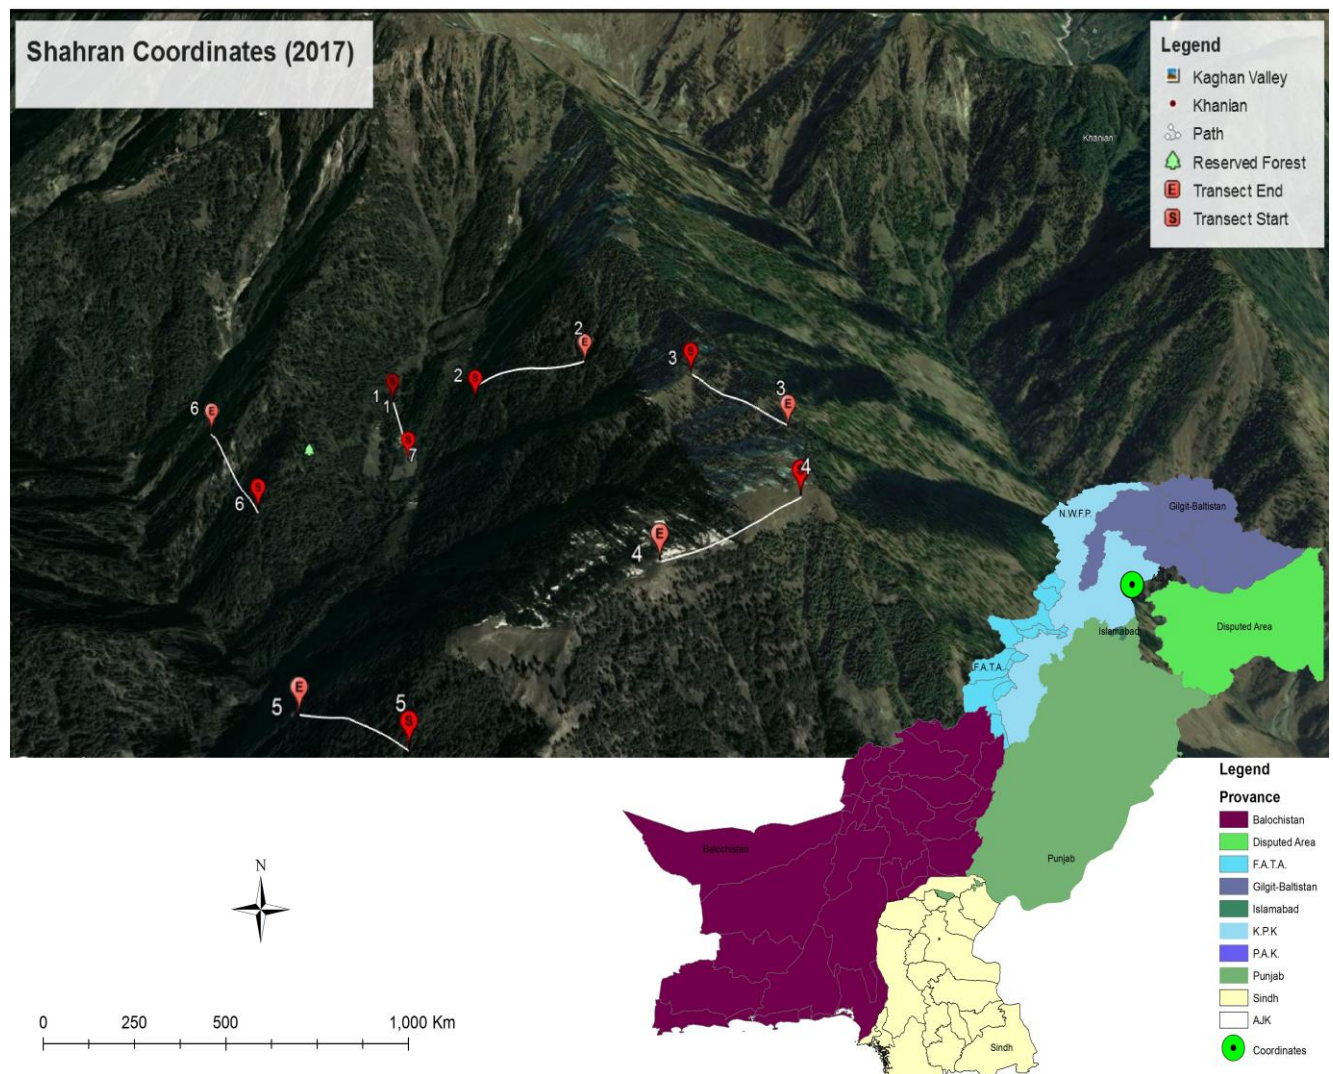 Shahran Coordinates (2017)
Legend
Kaghan Valley
Khanian
Path
Reserved Forest
E Transect End
S Transect Start
Khanian
2
E
S
3
2
S
3
E
1
1
S
7
6
E
6
S
4
E
4
5
E
5
S
N.W.F.P.
Gilgit-Baltistan
Islamabad
Disputed Area
F.A.T.A.
Balochistan
Punjab
Sindh
Legend
Provance
Balochistan
Disputed Area
F.A.T.A.
Gilgit-Baltistan
Islamabad
K.P.K
P.A.K.
Punjab
Sindh
AJK
Coordinates
N
0 250 500 1,000 Km